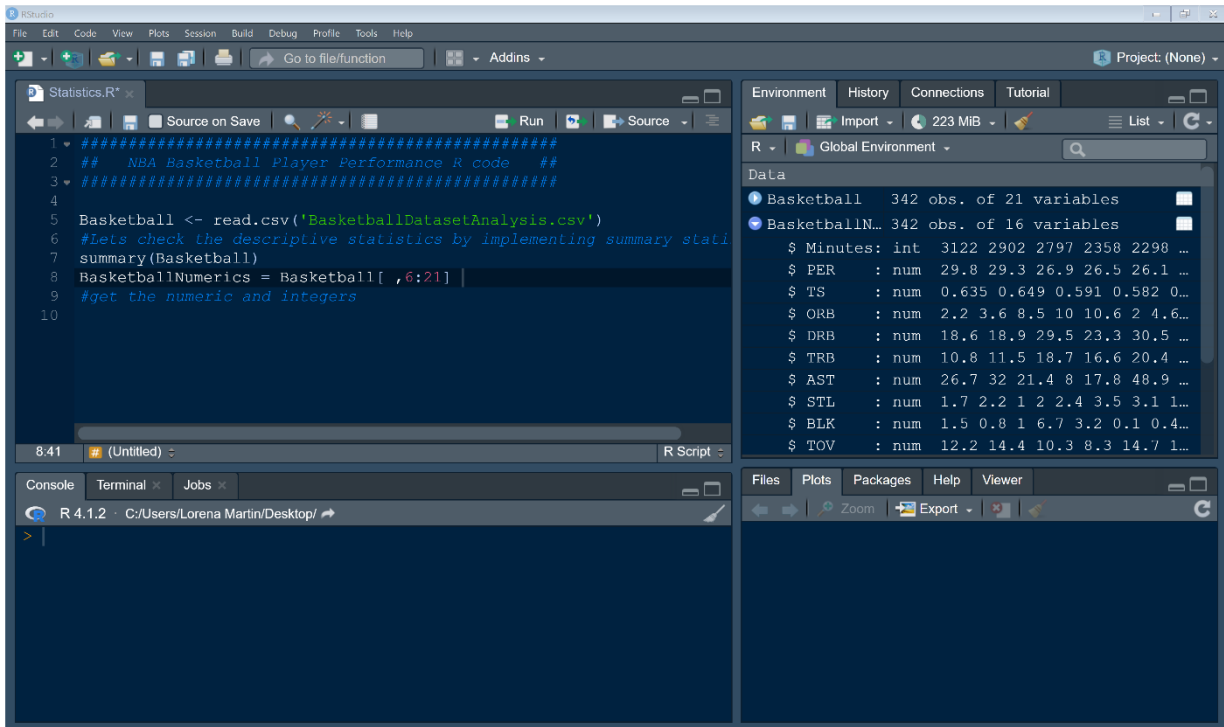 RStudio
File Edit Code View Plots Session Build Debug Profile Tools Help
Go to file/function Addins Project: (None)
Statistics.R*
Source on Save Run Source
1 ##################################################
2 ##   NBA Basketball Player Performance R code   ##
3 ##################################################
4
5 Basketball <- read.csv('BasketballDatasetAnalysis.csv')
6 #Lets check the descriptive statistics by implementing summary stati
7 summary(Basketball)
8 BasketballNumerics = Basketball[ ,6:21]
9 #get the numeric and integers
10
8:41 # (Untitled) R Script
Console Terminal Jobs
R 4.1.2 · C:/Users/Lorena Martin/Desktop/
>
Environment History Connections Tutorial
Import 223 MiB List
R Global Environment
Data
Basketball 342 obs. of 21 variables
BasketballN… 342 obs. of 16 variables
$ Minutes: int 3122 2902 2797 2358 2298 …
$ PER : num 29.8 29.3 26.9 26.5 26.1 …
$ TS : num 0.635 0.649 0.591 0.582 0…
$ ORB : num 2.2 3.6 8.5 10 10.6 2 4.6…
$ DRB : num 18.6 18.9 29.5 23.3 30.5 …
$ TRB : num 10.8 11.5 18.7 16.6 20.4 …
$ AST : num 26.7 32 21.4 8 17.8 48.9 …
$ STL : num 1.7 2.2 1 2 2.4 3.5 3.1 1…
$ BLK : num 1.5 0.8 1 6.7 3.2 0.1 0.4…
$ TOV : num 12.2 14.4 10.3 8.3 14.7 1…
Files Plots Packages Help Viewer
Zoom Export